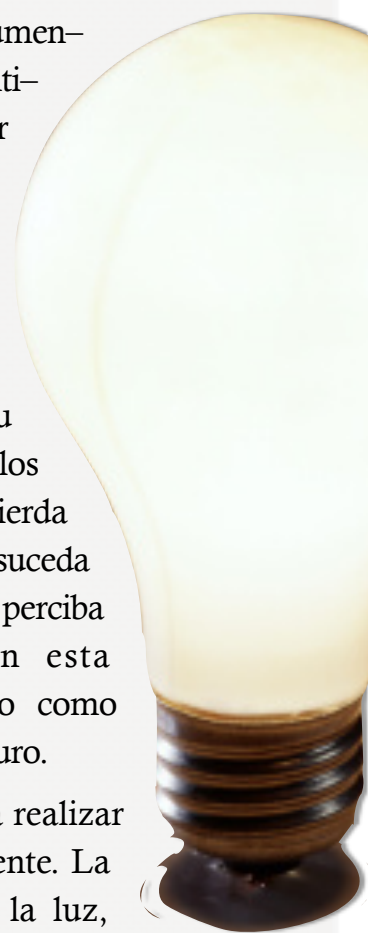 umen–
ti–
r
u
los
ierda
suceda
perciba
n esta
o como
uro.
realizar
ente. La
la luz,